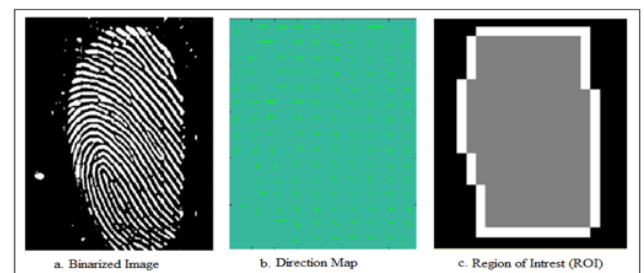 a. Binarized Image
b. Direction Map
c. Region of Intrest (ROI)